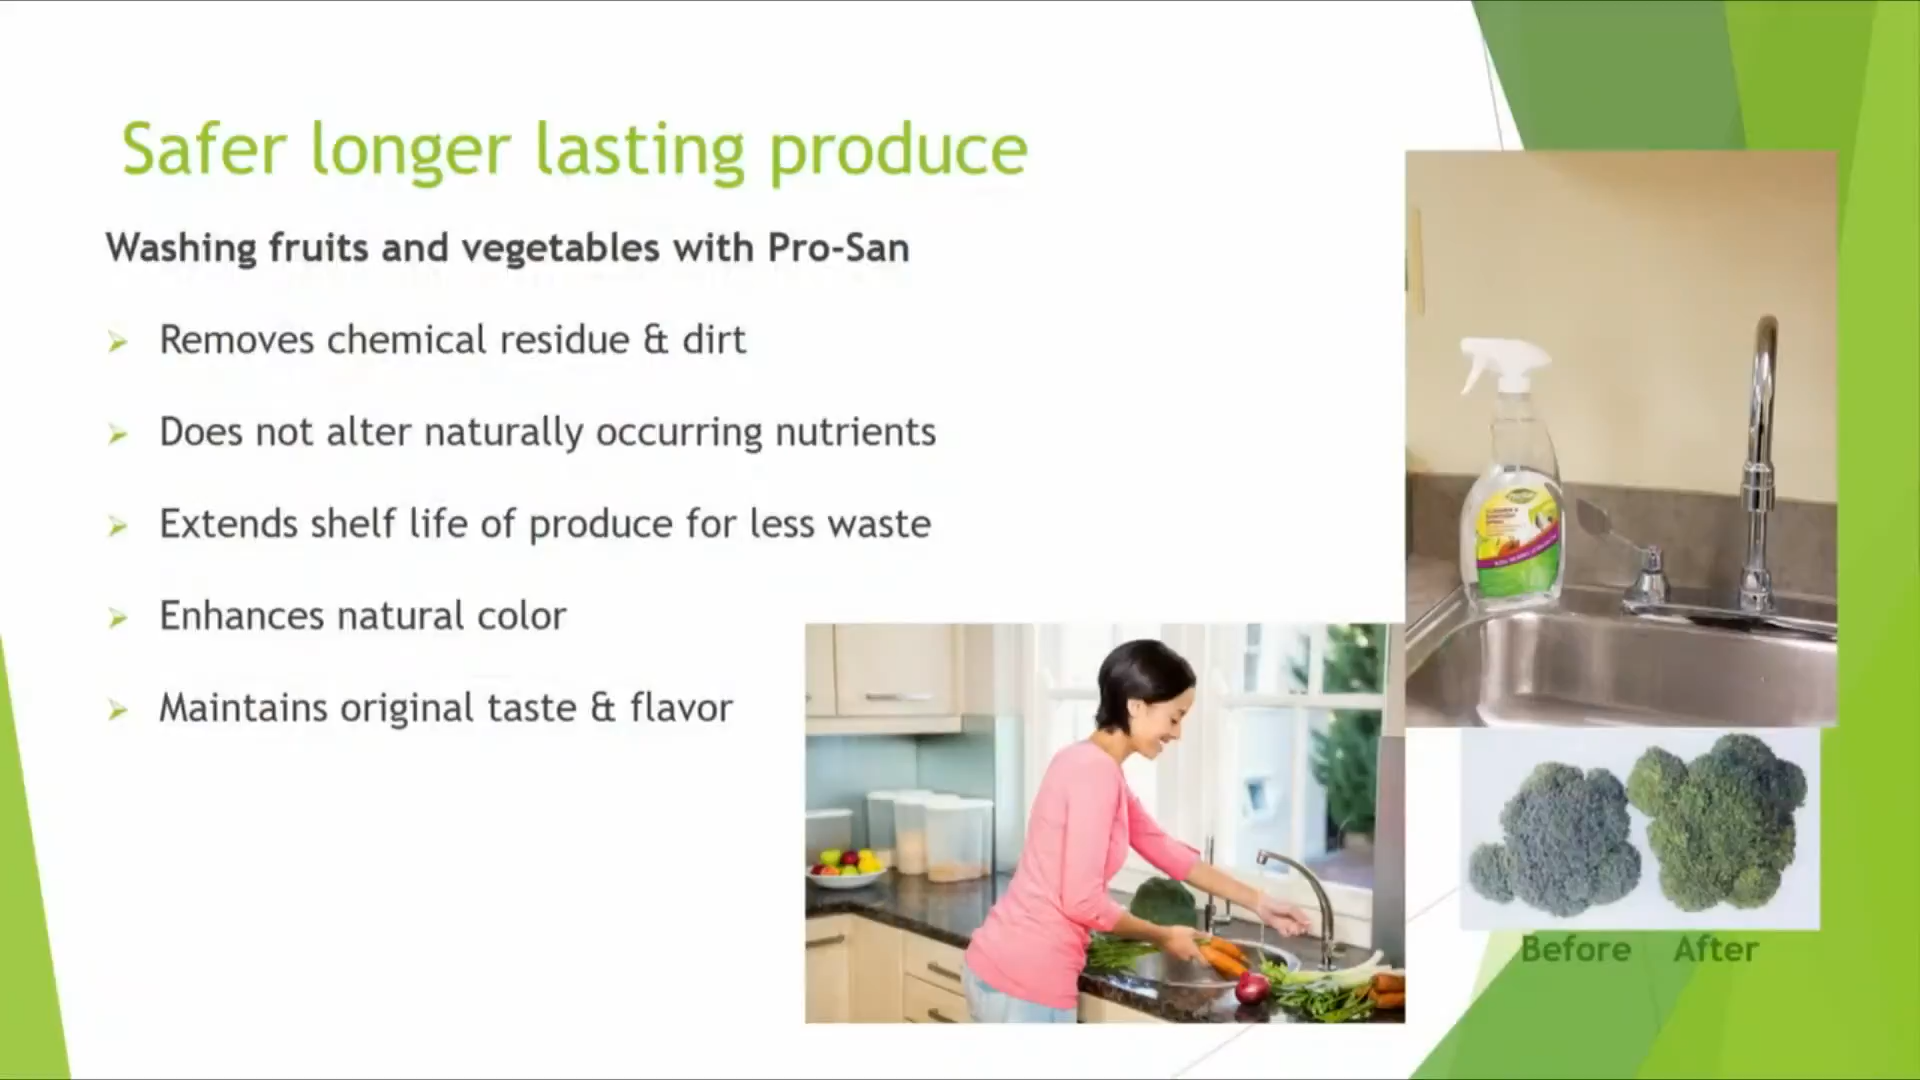 Safer longer lasting produce
Washing fruits and vegetables with Pro-San
Removes chemical residue & dirt
Does not alter naturally occurring nutrients
Extends shelf life of produce for less waste
Enhances natural color
Maintains original taste & flavor
Before After